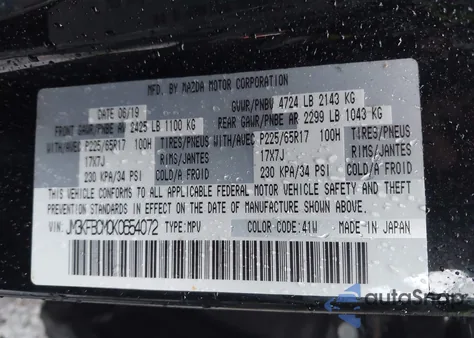 MFD. BY MAZDA MOTOR CORPORATION
DATE 06/19 GVWR/PNBV 4724 LB 2143 KG
FRONT GAWR/PNBE AV 2425 LB 1100 KG REAR GAWR/PNBE AR 2299 LB 1043 KG
WITH/AVEC P225/65R17 100H TIRES/PNEUS WITH/AVEC P225/65R17 100H TIRES/PNEUS
17X7J RIMS/JANTES 17X7J RIMS/JANTES
230 KPA/34 PSI COLD/A FROID 230 KPA/34 PSI COLD/A FROID
THIS VEHICLE CONFORMS TO ALL APPLICABLE FEDERAL MOTOR VEHICLE SAFETY AND THEFT
PREVENTION STANDARDS IN EFFECT ON THE DATE OF MANUFACTURE SHOWN ABOVE.
VIN: JM3KFBCM0K0654072 TYPE: MPV COLOR CODE: 41W MADE IN JAPAN
autoSnap